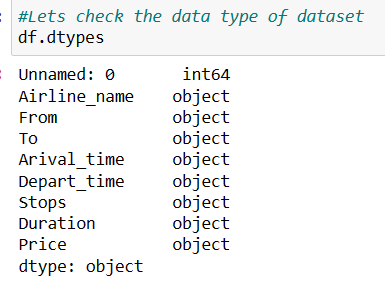 #Lets check the data type of dataset
df.dtypes
Unnamed: 0 int64
Airline_name object
From object
To object
Arival_time object
Depart_time object
Stops object
Duration object
Price object
dtype: object